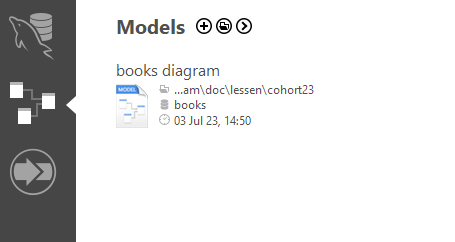 Models
books diagram
MODEL
...am\doc\lessen\cohort23
books
03 Jul 23, 14:50